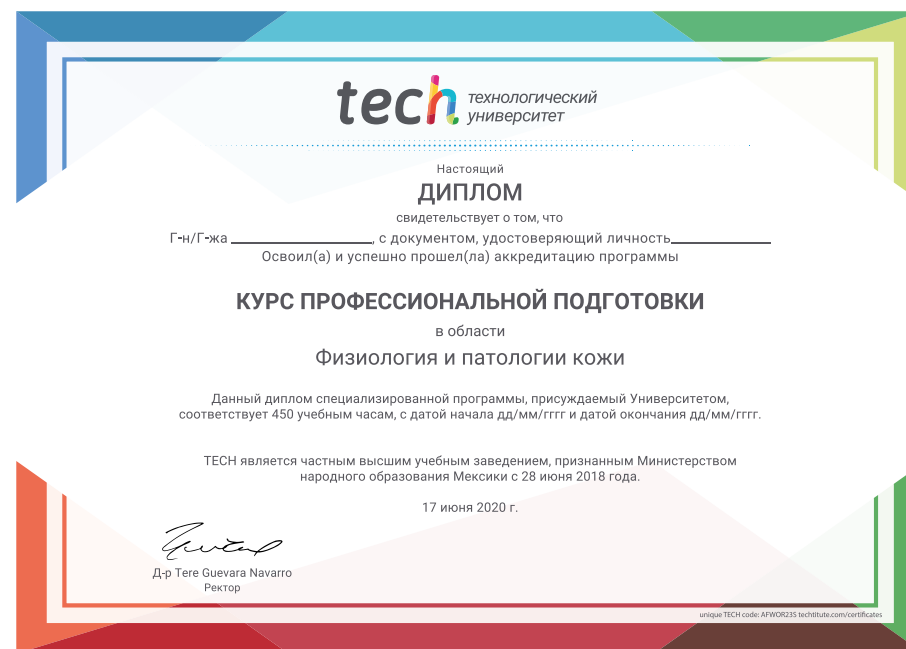 tech технологический
университет
Настоящий
ДИПЛОМ
свидетельствует о том, что
Г-н/Г-жа ____________________, с документом, удостоверяющий личность______________
Освоил(а) и успешно прошел(ла) аккредитацию программы
КУРС ПРОФЕССИОНАЛЬНОЙ ПОДГОТОВКИ
в области
Физиология и патологии кожи
Данный диплом специализированной программы, присуждаемый Университетом,
соответствует 450 учебным часам, с датой начала дд/мм/гггг и датой окончания дд/мм/гггг.
TECH является частным высшим учебным заведением, признанным Министерством
народного образования Мексики с 28 июня 2018 года.
17 июня 2020 г.
Д-р Tere Guevara Navarro
Ректор
unique TECH code: AFWOR23S techtitute.com/certificates